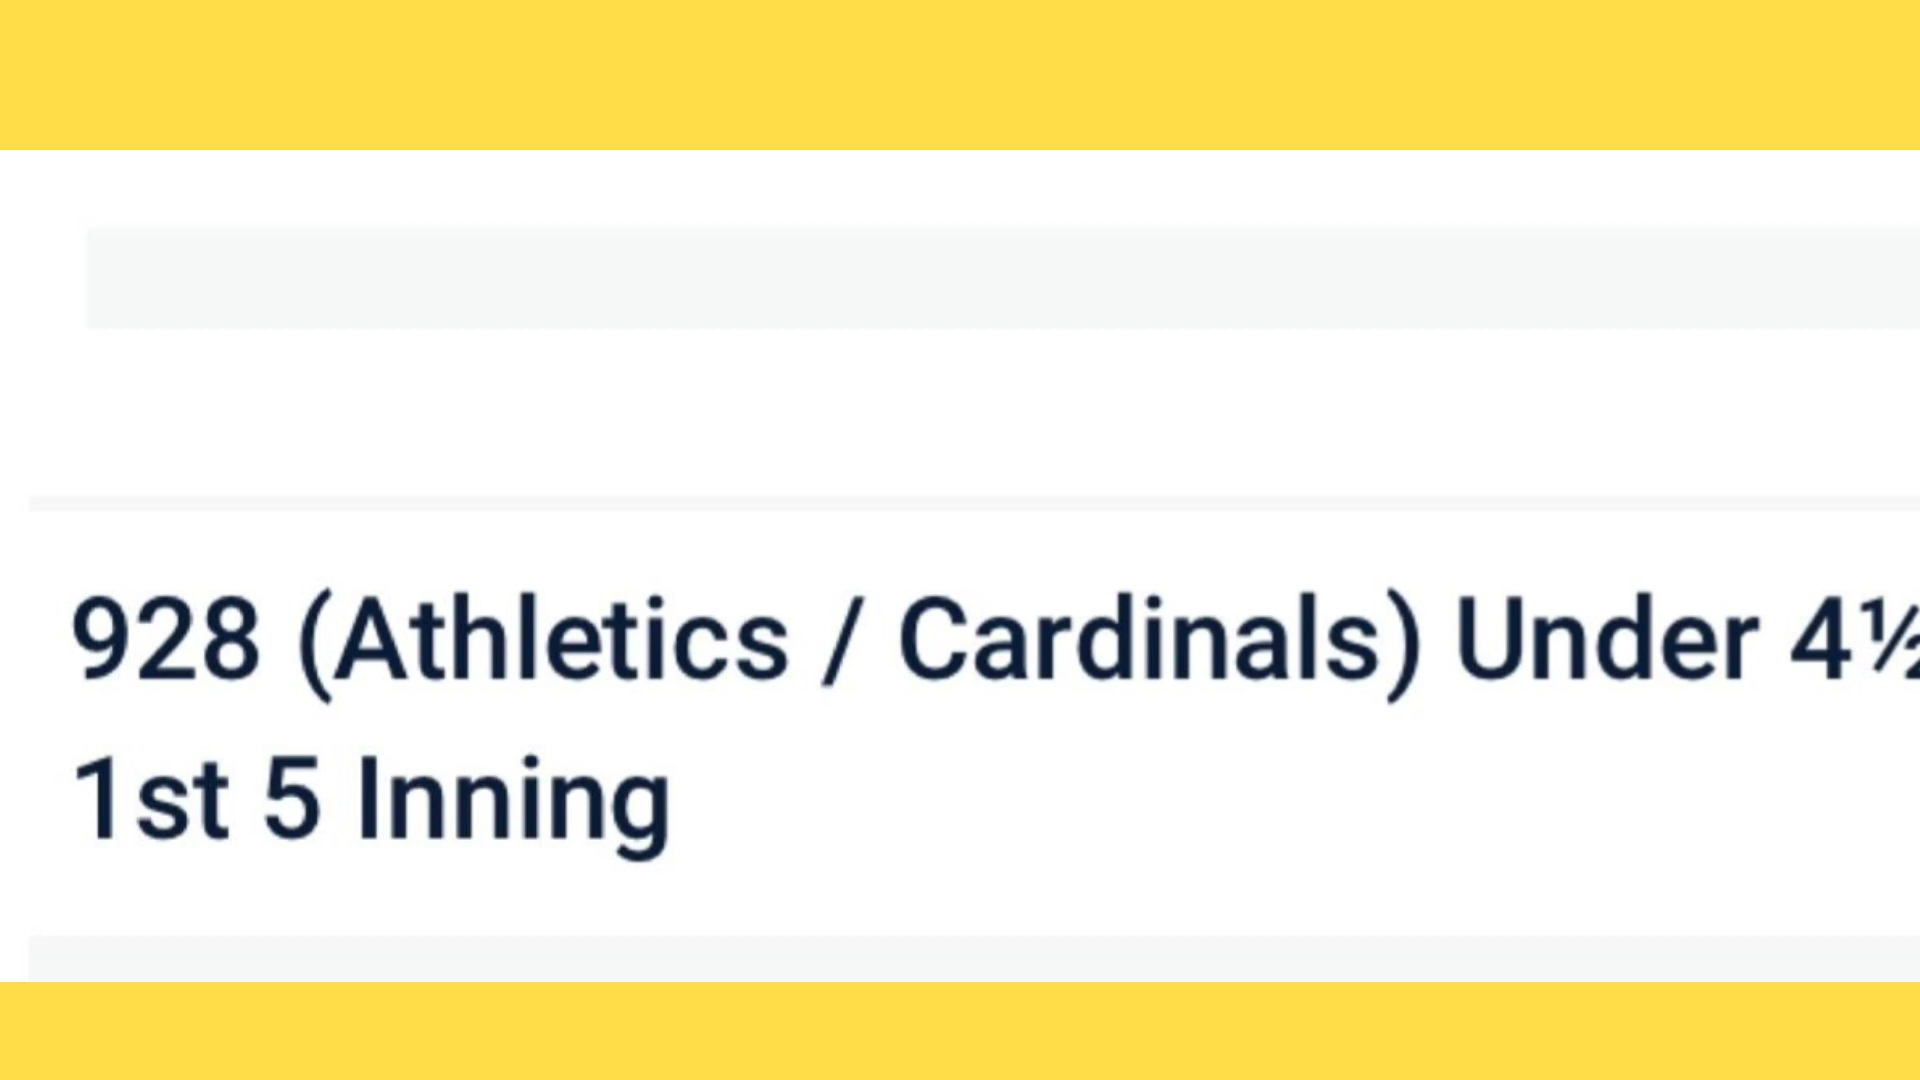 928 (Athletics / Cardinals) Under 4½
1st 5 Inning